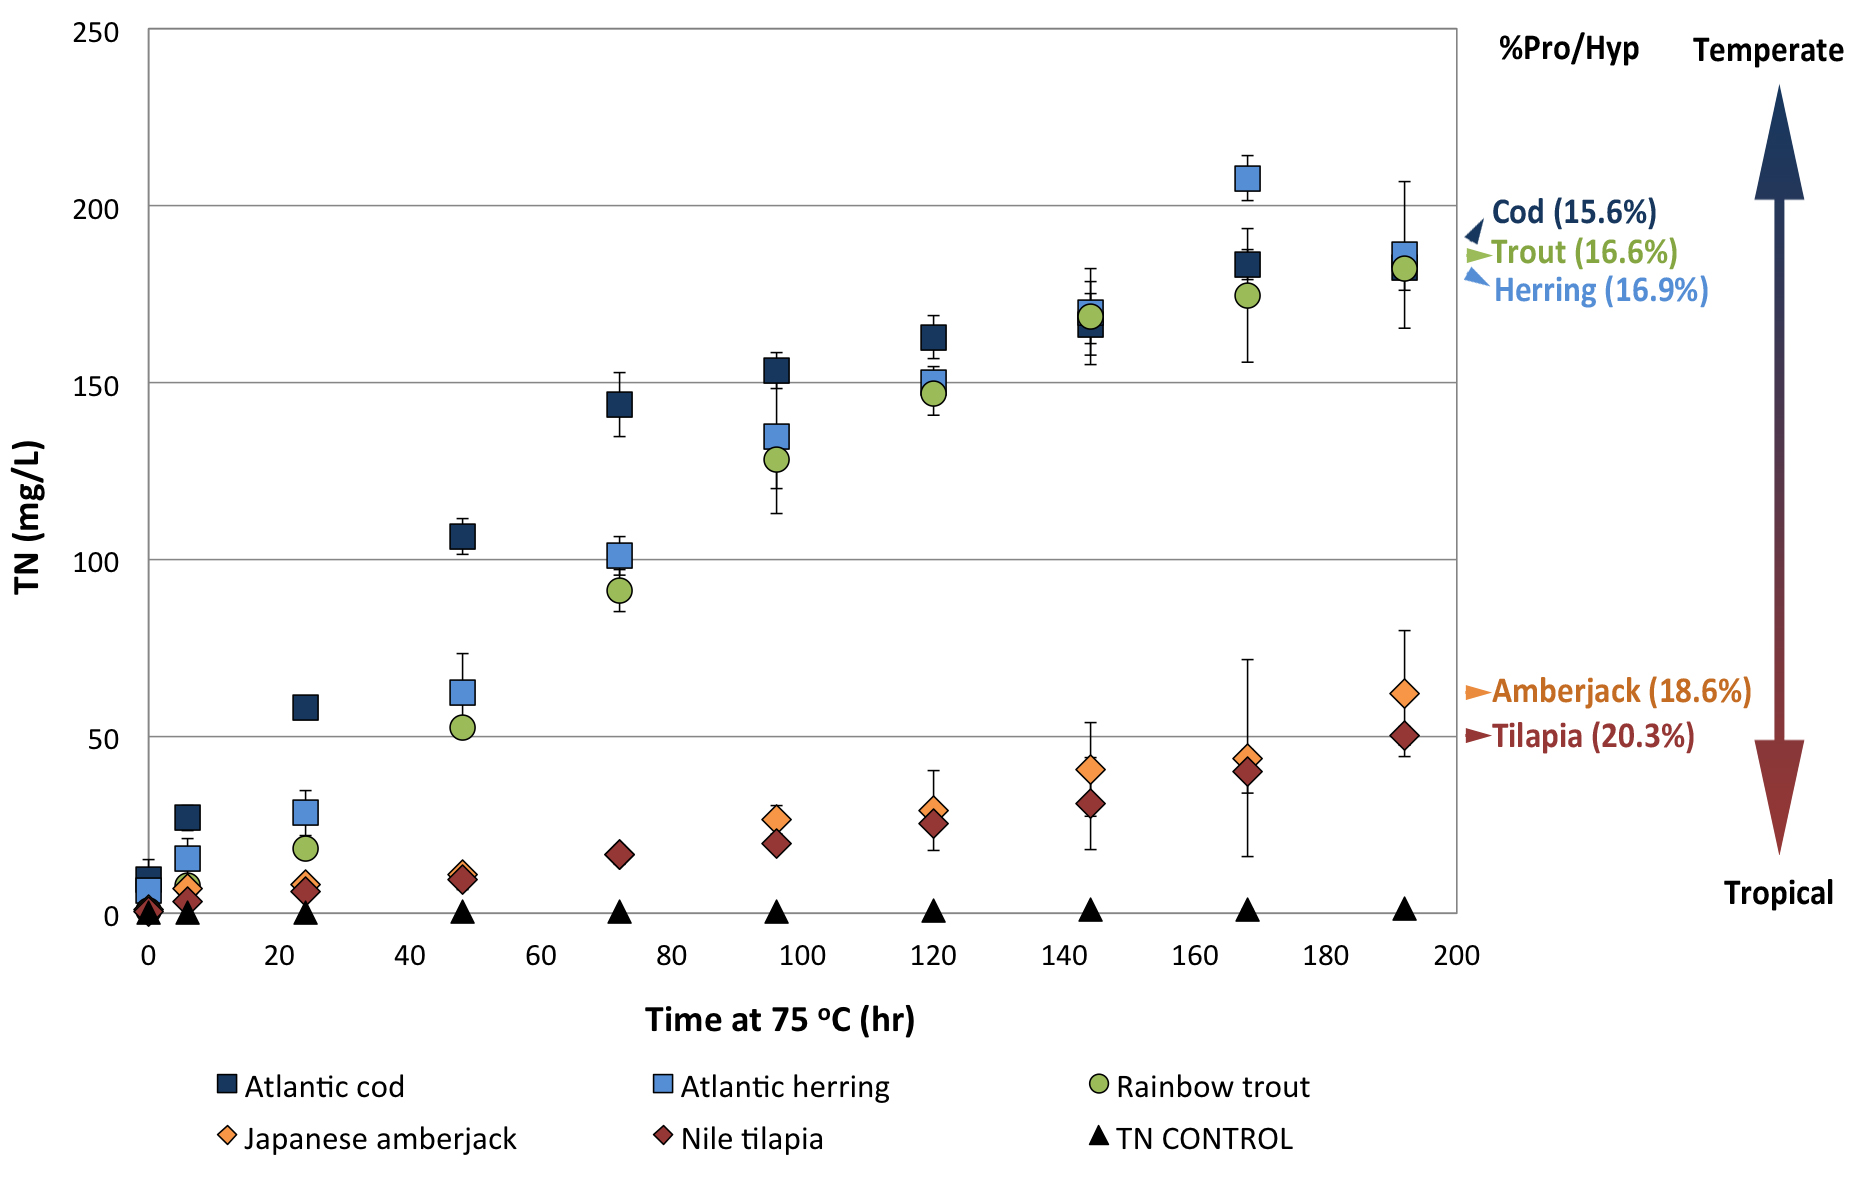 %Pro/Hyp
Temperate
250
200
150
100
50
0
TN (mg/L)
Cod (15.6%)
Trout (16.6%)
Herring (16.9%)
Amberjack (18.6%)
Tilapia (20.3%)
Tropical
0 20 40 60 80 100 120 140 160 180 200
Time at 75 ᵒC (hr)
Atlantic cod Atlantic herring Rainbow trout
Japanese amberjack Nile tilapia TN CONTROL